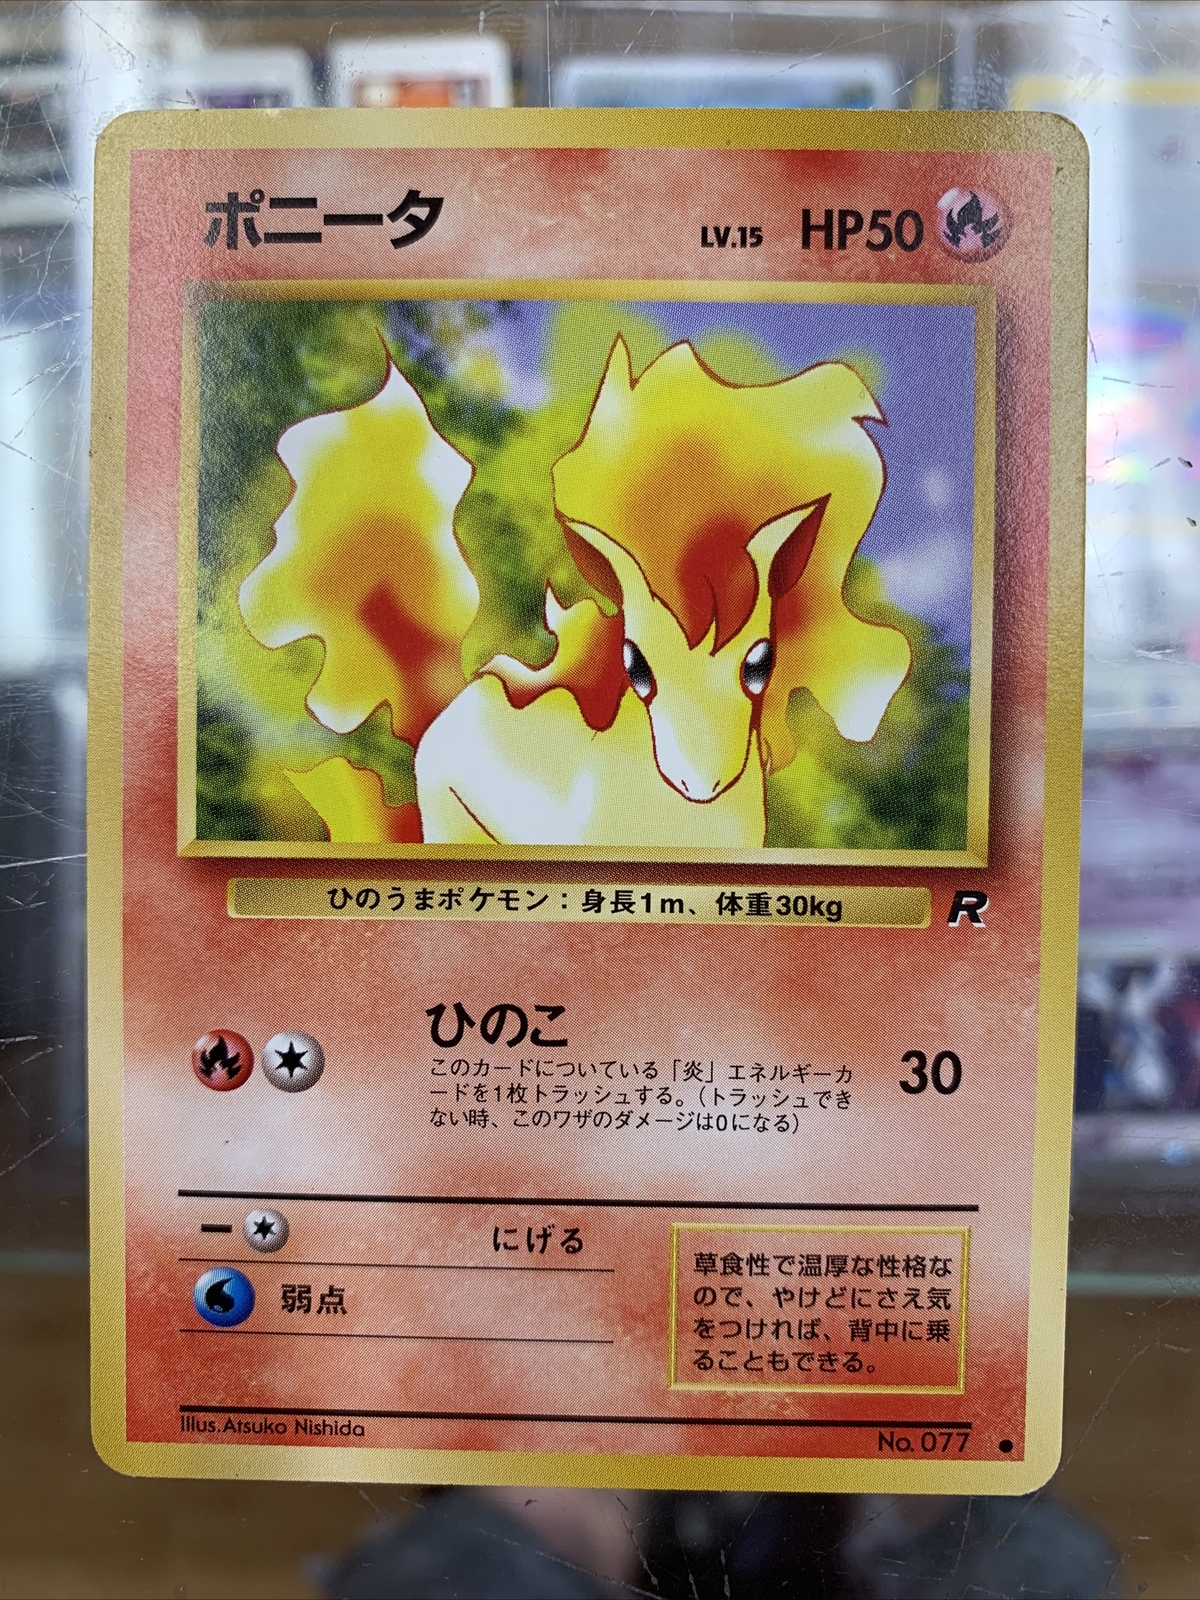 ポニータ
LV.15 HP50
ひのうまポケモン：身長1m、体重30kg
R
ひのこ
このカードについている「炎」エネルギーカ
ードを1枚トラッシュする。（トラッシュでき
ない時、このワザのダメージは0になる）
30
ー
にげる
弱点
草食性で温厚な性格な
ので、やけどにさえ気
をつければ、背中に乗
ることもできる。
Illus.Atsuko Nishida
No. 077 ●